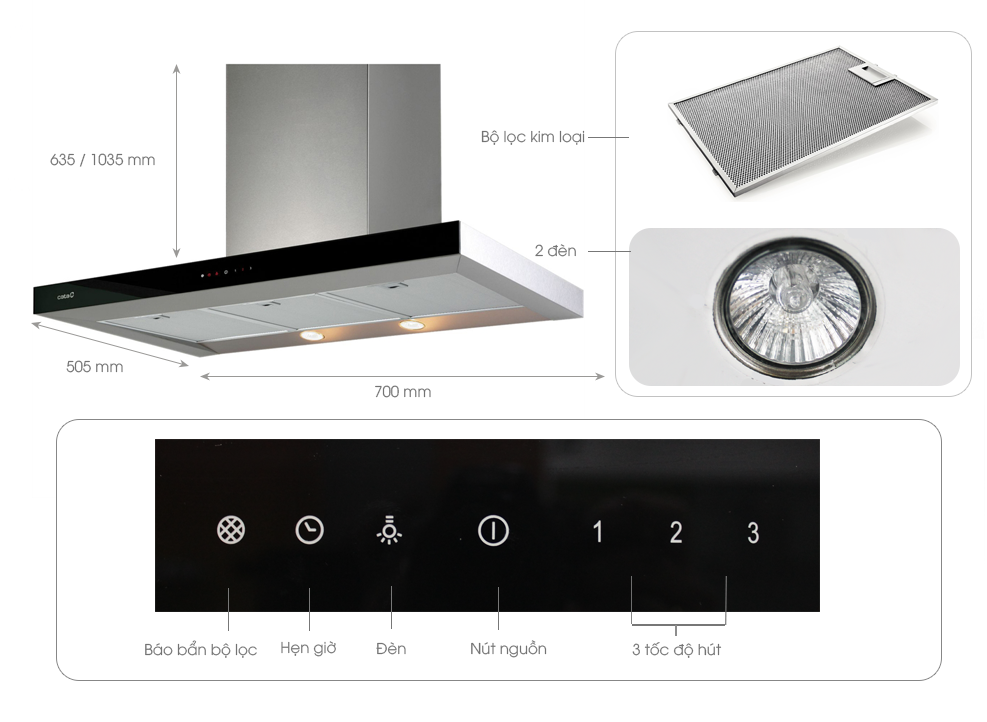 635 / 1035 mm
Bộ lọc kim loại
2 đèn
cata
505 mm
700 mm
1 2 3
Báo bẩn bộ lọc
Hẹn giờ
Đèn
Nút nguồn
3 tốc độ hút